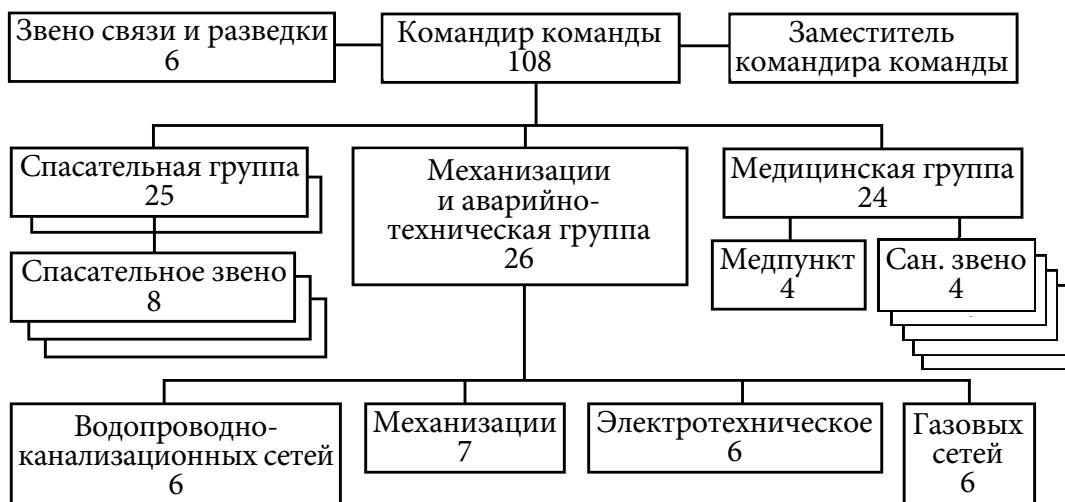 Звено связи и разведки
6
Командир команды
108
Заместитель
командира команды
Спасательная группа
25
Механизации
и аварийно-
техническая группа
26
Медицинская группа
24
Спасательное звено
8
Медпункт
4
Сан. звено
4
Водопроводно-
канализационных сетей
6
Механизации
7
Электротехническое
6
Газовых
сетей
6